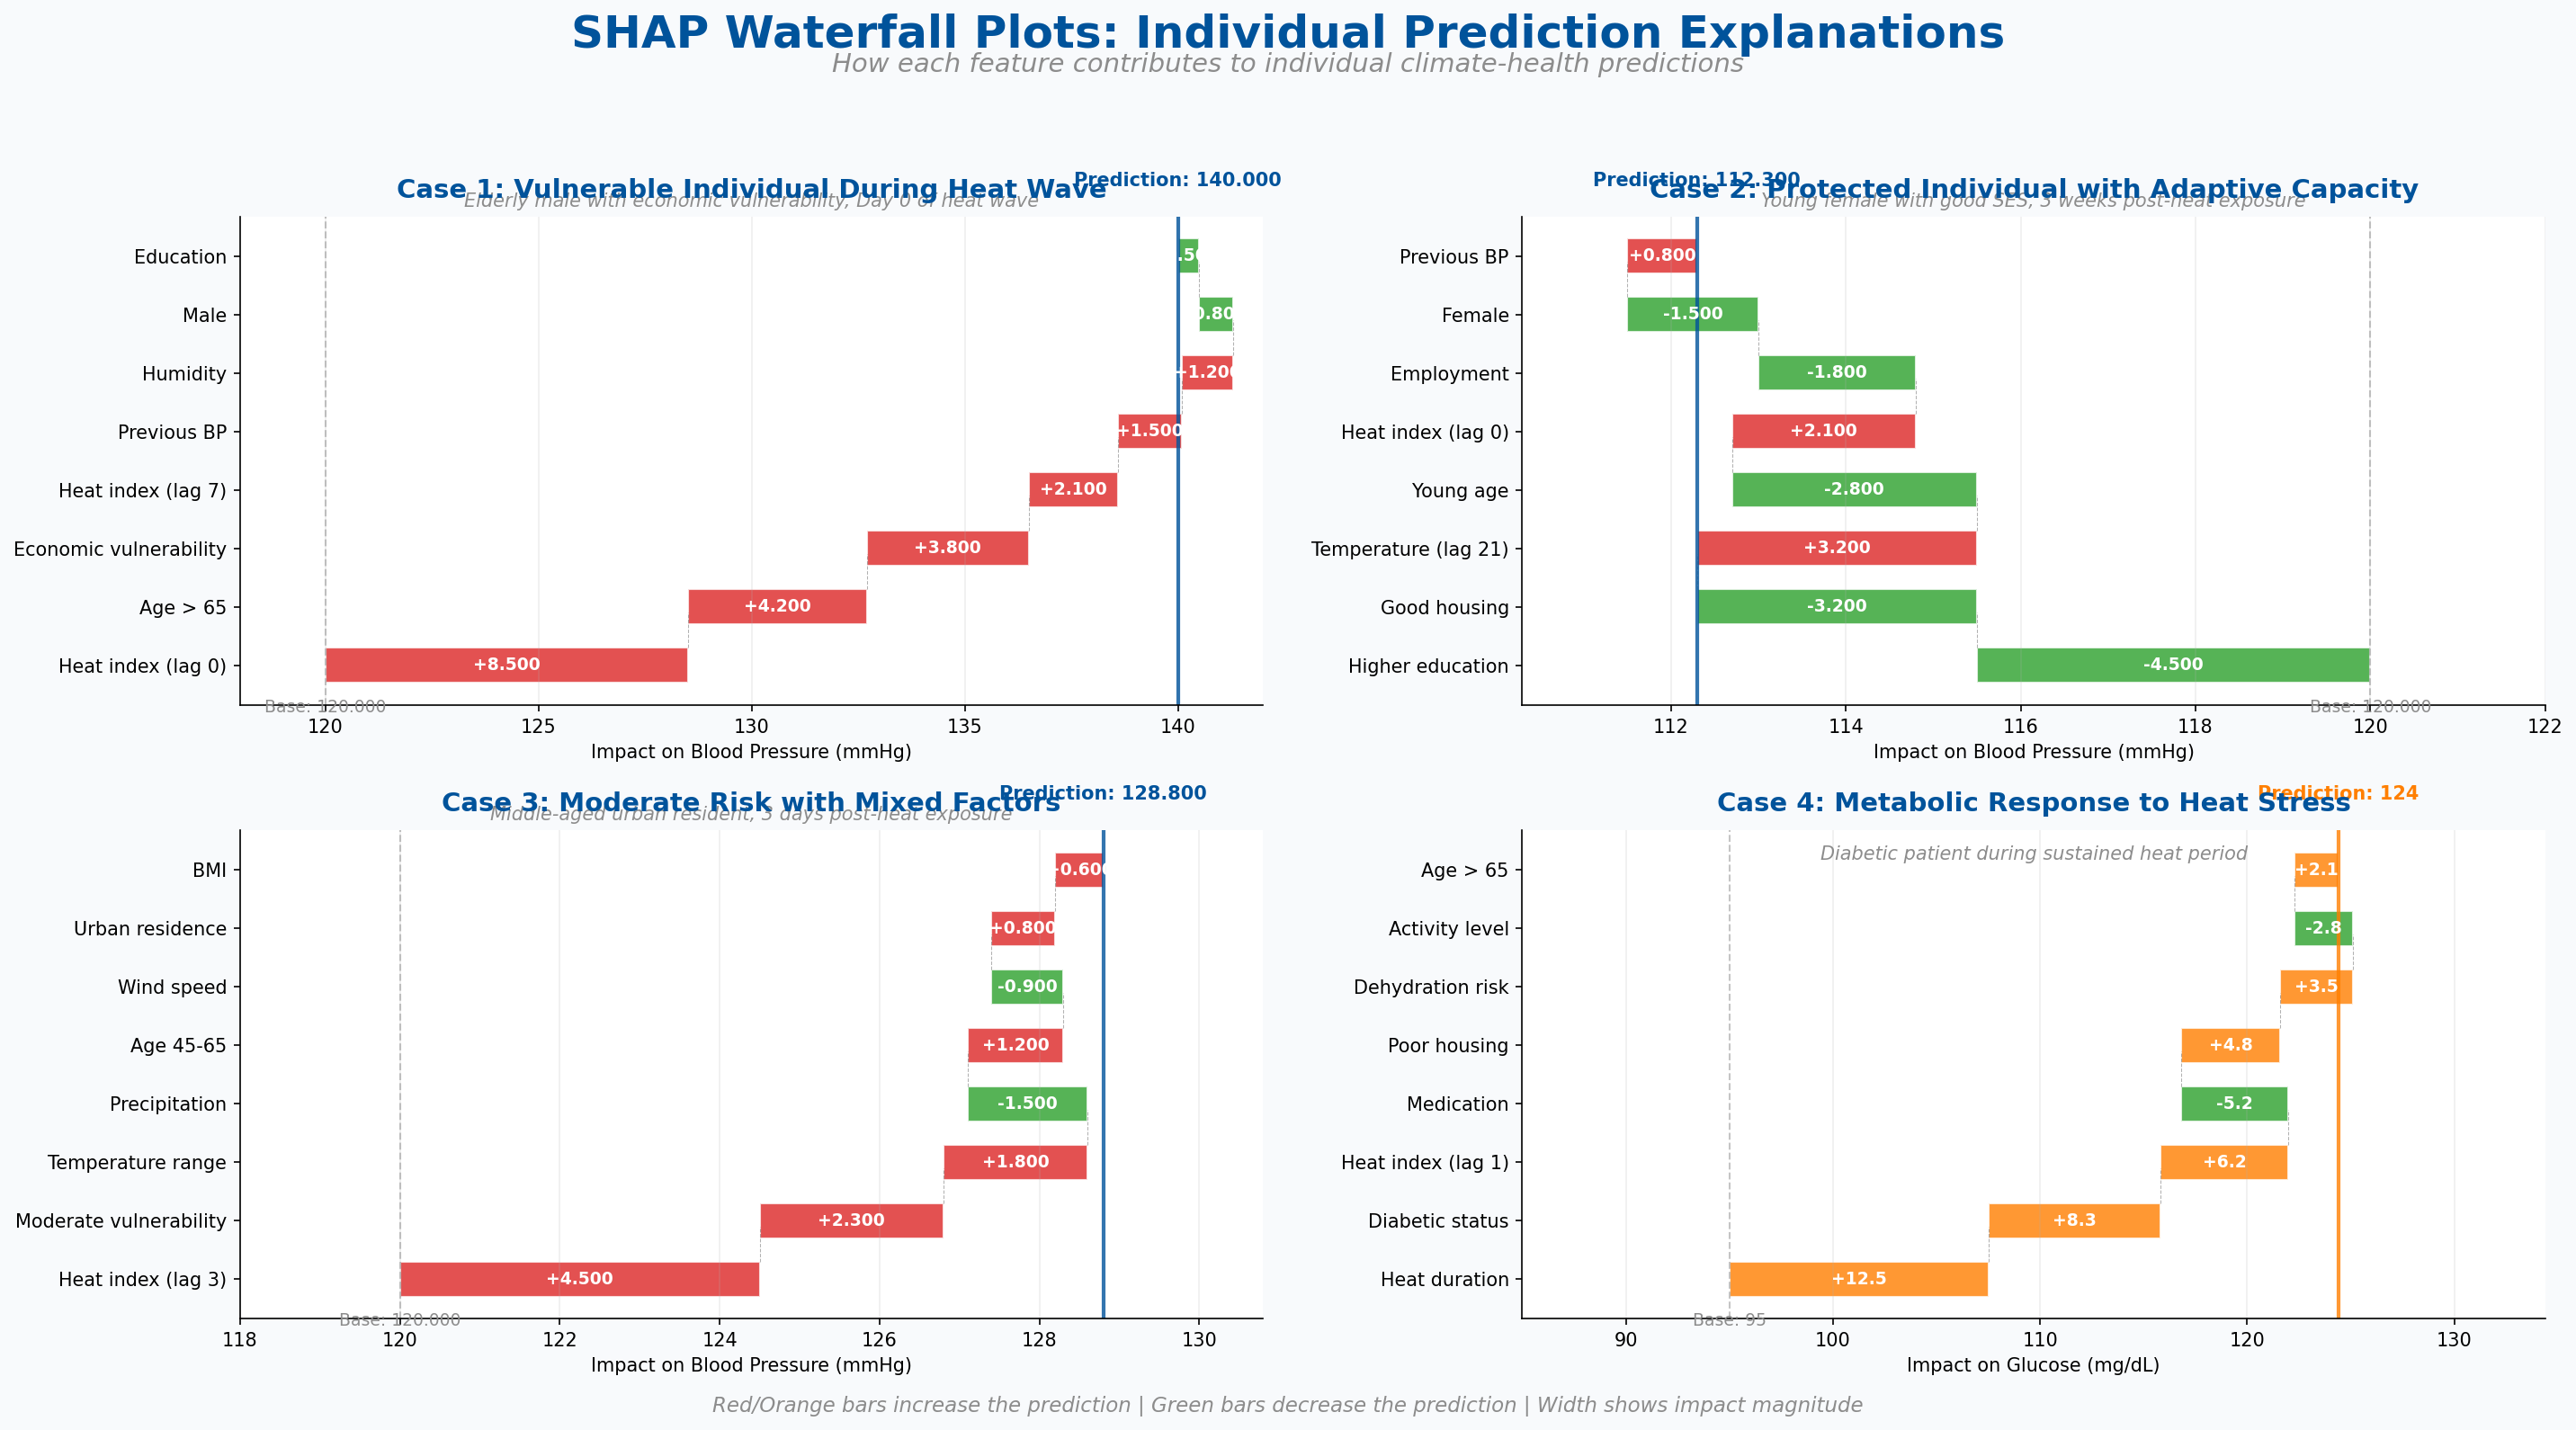 SHAP Waterfall Plots: Individual Prediction Explanations
How each feature contributes to individual climate-health predictions
Case 1: Vulnerable Individual During Heat Wave
Prediction: 140.000
Elderly male with economic vulnerability, Day 0 of heat wave
Education
Male
0.80
Humidity
+1.200
Previous BP
+1.500
Heat index (lag 7)
+2.100
Economic vulnerability
+3.800
Age > 65
+4.200
Heat index (lag 0)
+8.500
Base: 120.000
120 125 130 135 140
Impact on Blood Pressure (mmHg)
Prediction: 112.300
Case 2: Protected Individual with Adaptive Capacity
Young female with good SES, 3 weeks post-heat exposure
Previous BP
+0.800
Female
-1.500
Employment
-1.800
Heat index (lag 0)
+2.100
Young age
-2.800
Temperature (lag 21)
+3.200
Good housing
-3.200
Higher education
-4.500
Base: 120.000
112 114 116 118 120 122
Impact on Blood Pressure (mmHg)
Case 3: Moderate Risk with Mixed Factors
Prediction: 128.800
Middle-aged urban resident, 3 days post-heat exposure
BMI
+0.600
Urban residence
+0.800
Wind speed
-0.900
Age 45-65
+1.200
Precipitation
-1.500
Temperature range
+1.800
Moderate vulnerability
+2.300
Heat index (lag 3)
+4.500
Base: 120.000
118 120 122 124 126 128 130
Impact on Blood Pressure (mmHg)
Prediction: 124
Case 4: Metabolic Response to Heat Stress
Diabetic patient during sustained heat period
Age > 65
+2.1
Activity level
-2.8
Dehydration risk
+3.5
Poor housing
+4.8
Medication
-5.2
Heat index (lag 1)
+6.2
Diabetic status
+8.3
Heat duration
+12.5
Base: 95
90 100 110 120 130
Impact on Glucose (mg/dL)
Red/Orange bars increase the prediction | Green bars decrease the prediction | Width shows impact magnitude